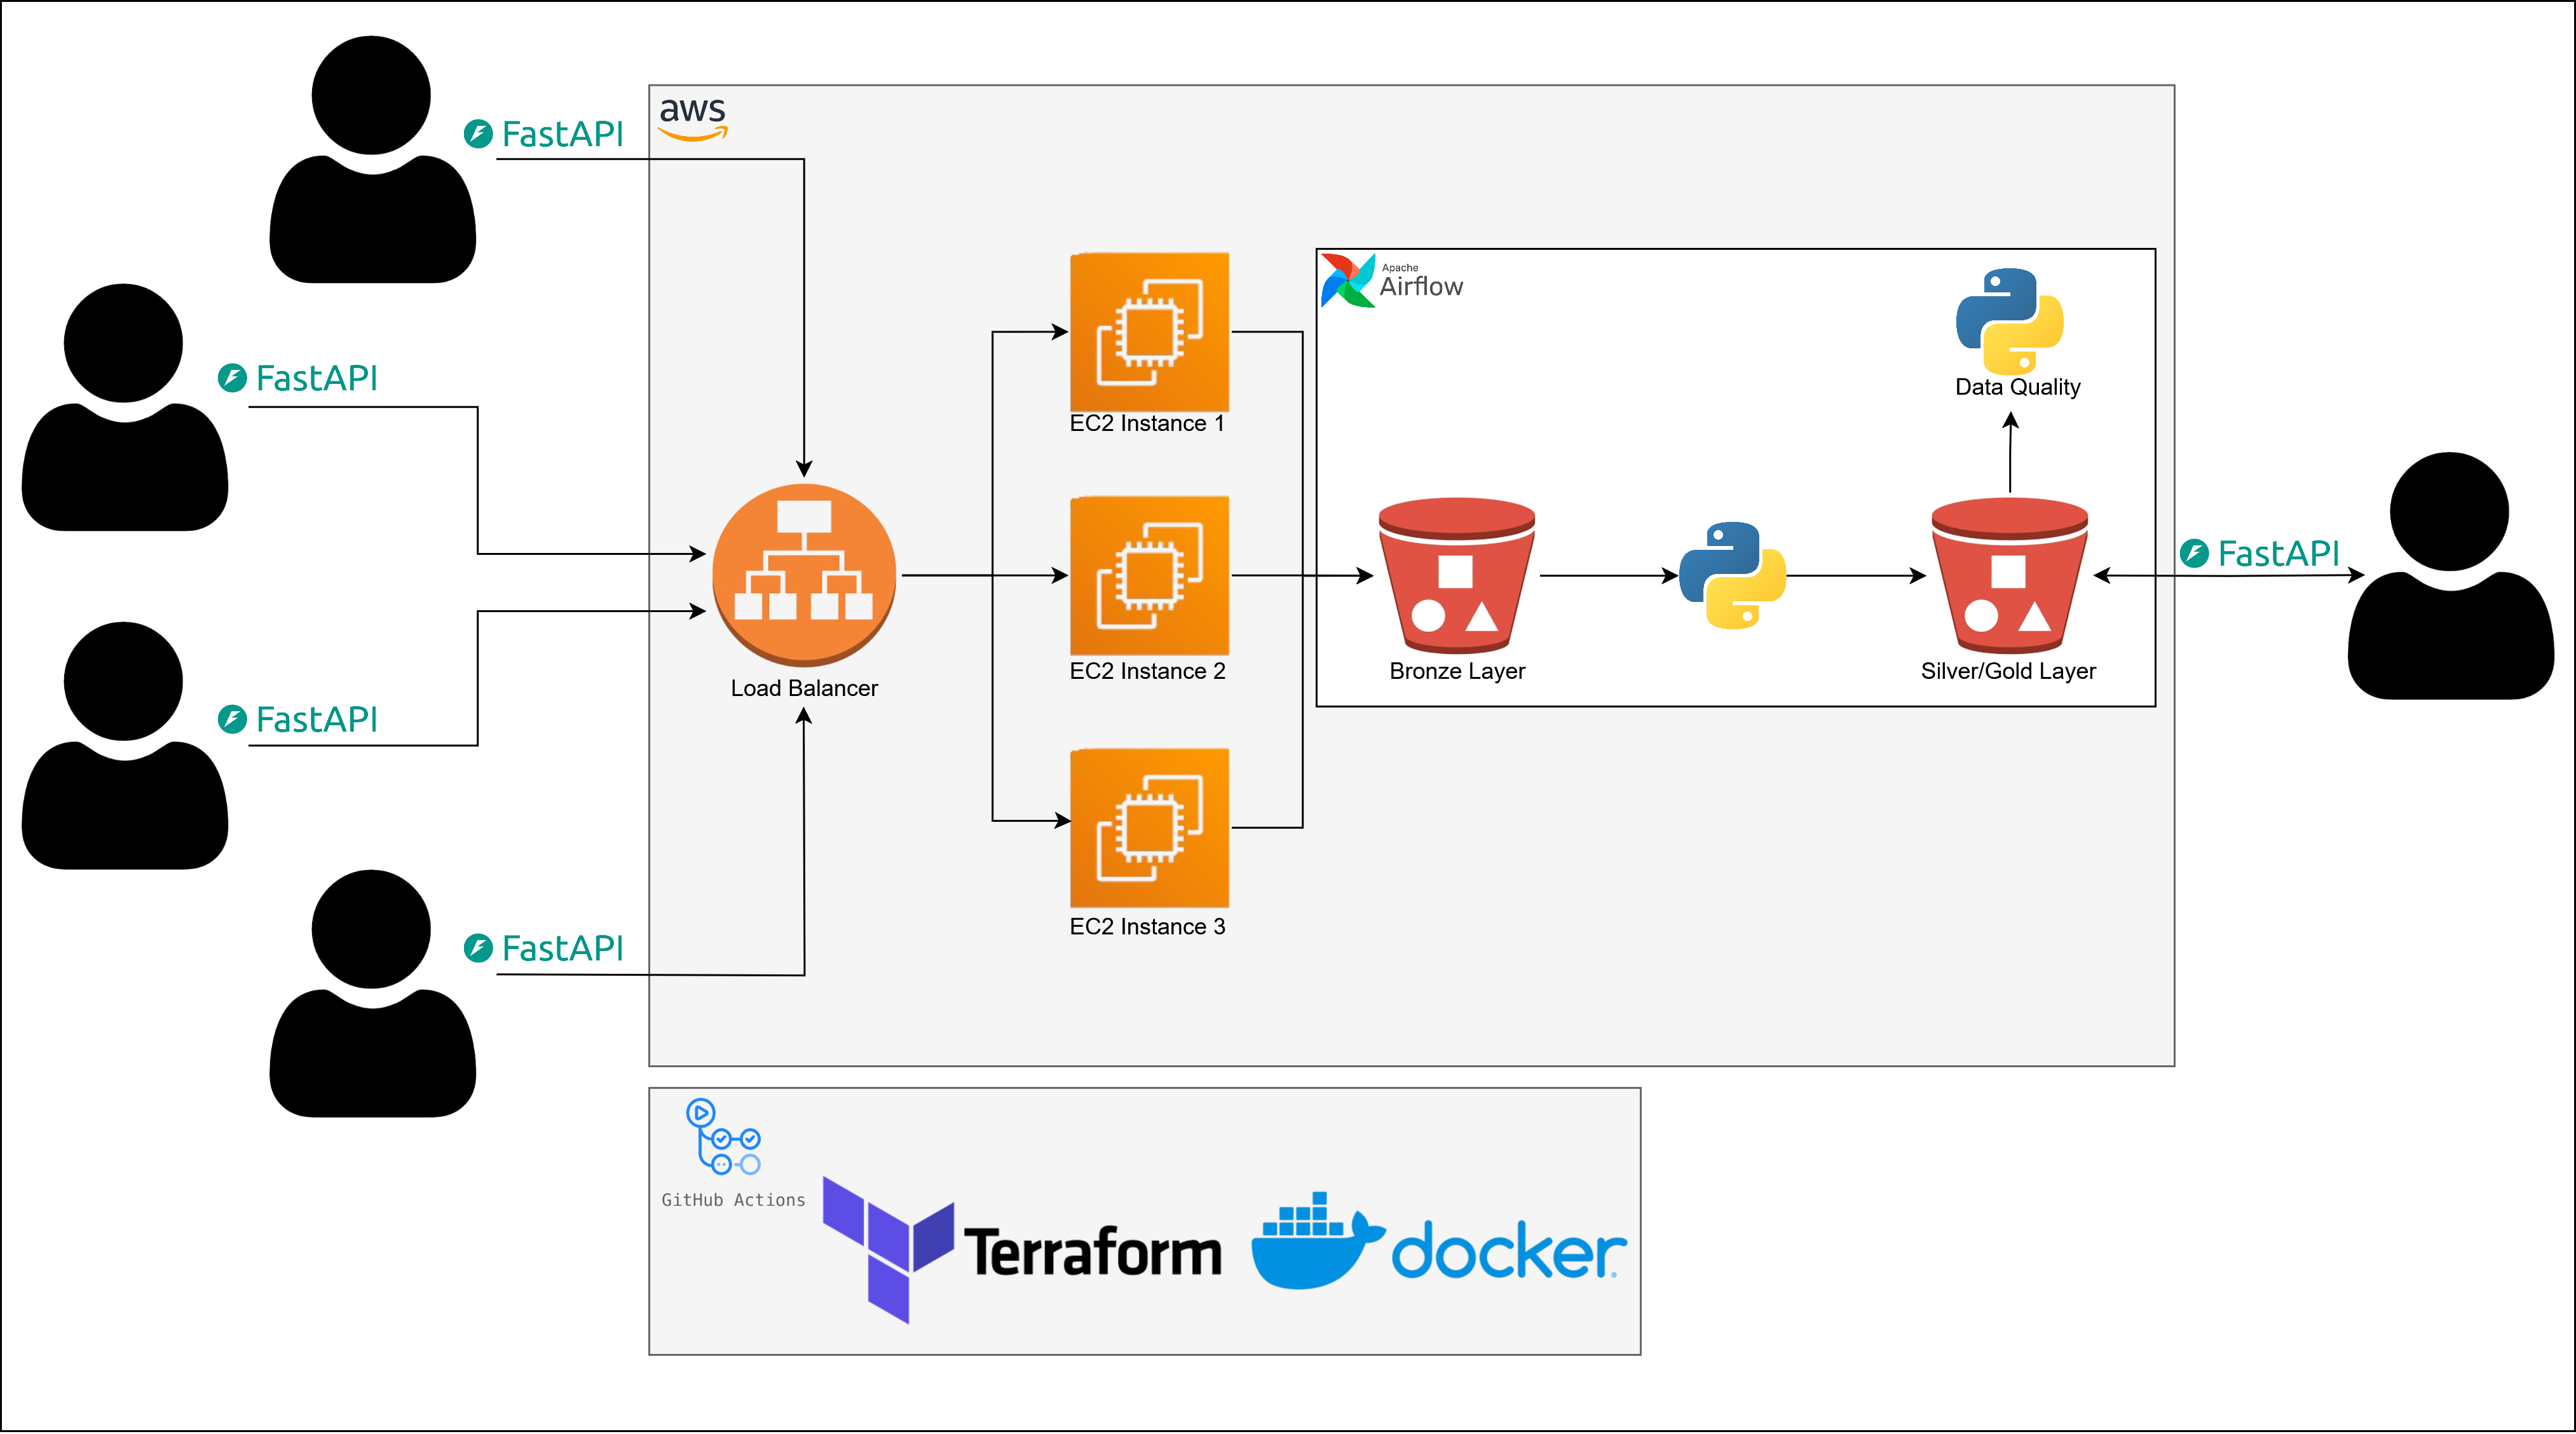 FastAPI
aws
FastAPI
FastAPI
FastAPI
Load Balancer
EC2 Instance 1
EC2 Instance 2
EC2 Instance 3
Apache
Airflow
Data Quality
Bronze Layer
Silver/Gold Layer
FastAPI
GitHub Actions
Terraform
docker